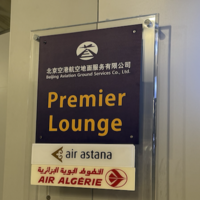 北京空港航空地面服务有限公司
Beijing Aviation Ground Services Co., Ltd.
Premier
Lounge
air astana
الخطوط الجوية الجزائرية
AIR ALGÉRIE